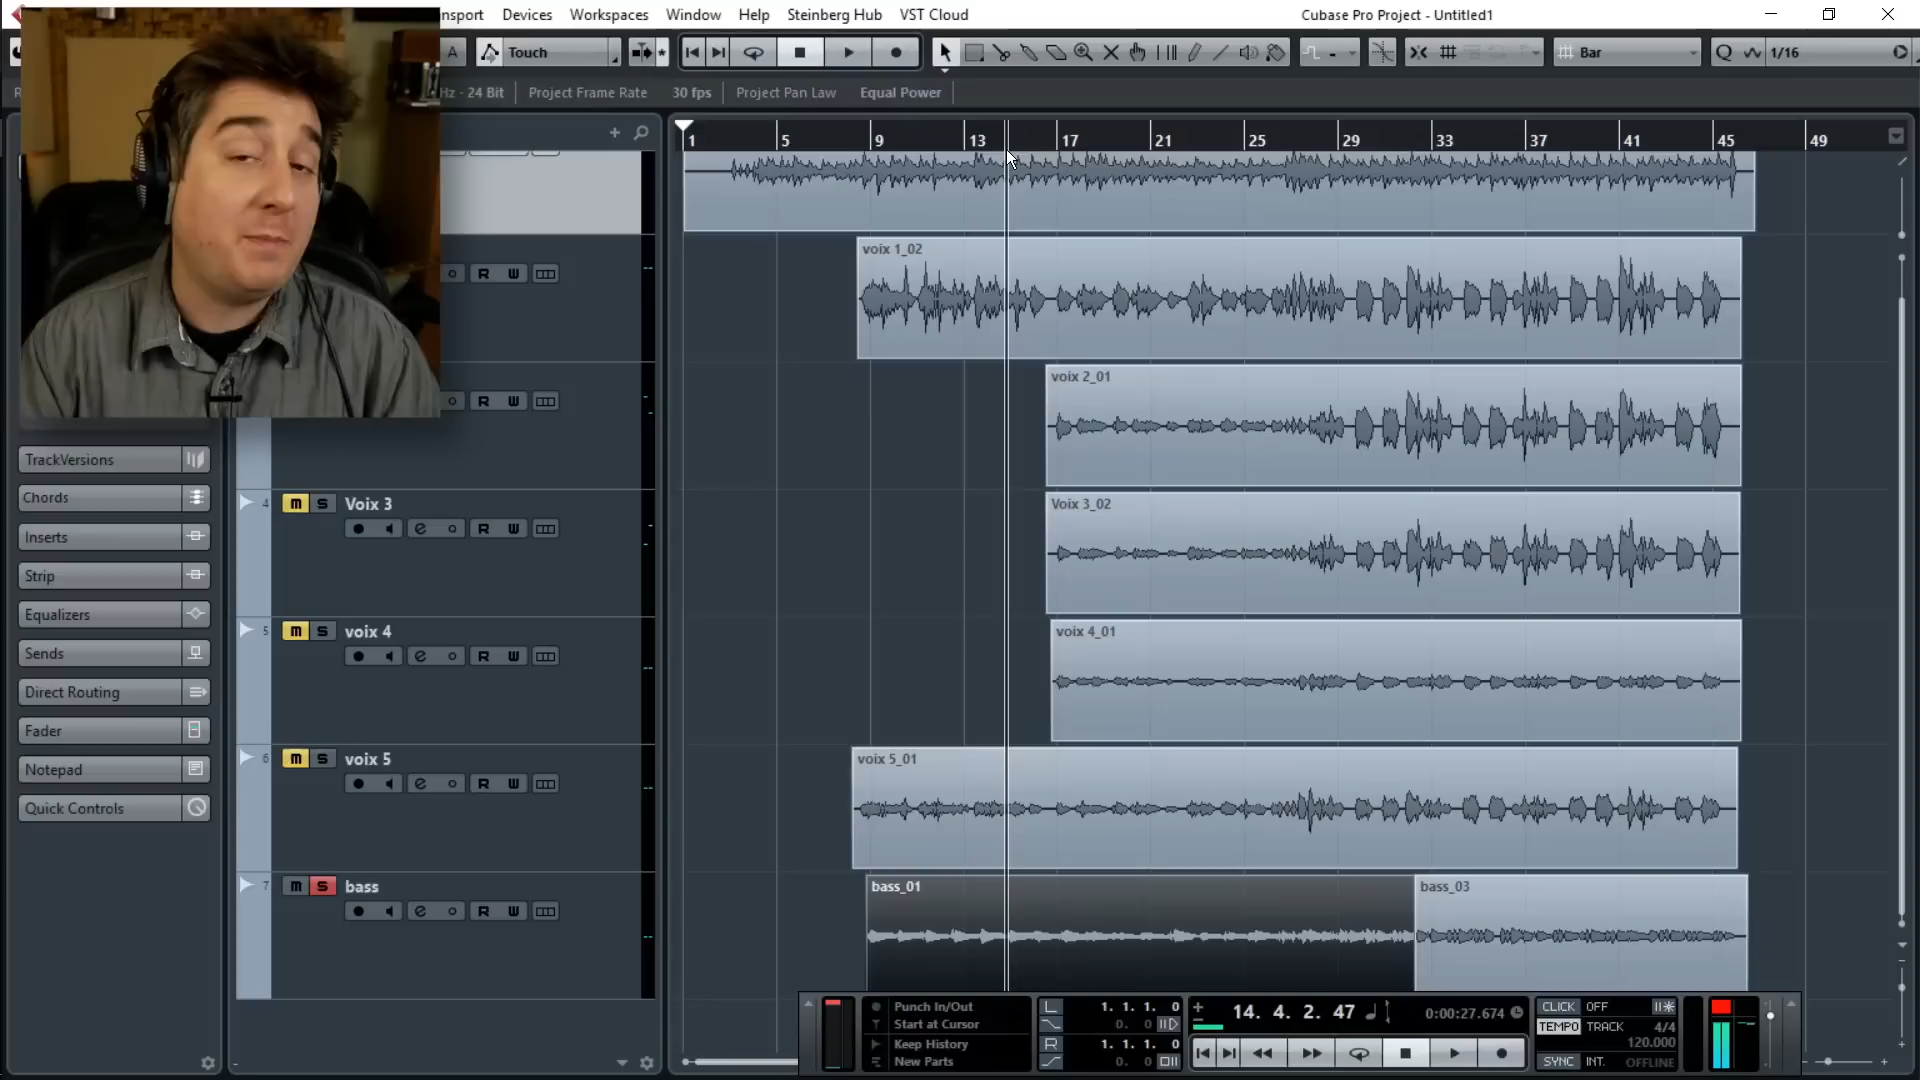 nsport Devices Workspaces Window Help Steinberg Hub VST Cloud Cubase Pro Project - Untitled1
A Touch Bar Q 1/16
Hz - 24 Bit Project Frame Rate 30 fps Project Pan Law Equal Power
1 5 9 13 17 21 25 29 33 37 41 45 49
voix 1_02
R W
voix 2_01
R W
TrackVersions
Chords
Inserts
Strip
Equalizers
Sends
Direct Routing
Fader
Notepad
Quick Controls
4 m S Voix 3
e R W
Voix 3_02
5 m S voix 4
e R W
voix 4_01
6 m S voix 5
e R W
voix 5_01
7 m S bass
e R W
bass_01
bass_03
Punch In/Out
Start at Cursor
Keep History
New Parts
L 1. 1. 1. 0
0. 0
R 1. 1. 1. 0
0. 0
14. 4. 2. 47 0:00:27.674
CLICK OFF
TEMPO TRACK 4/4
120.000
SYNC INT. OFFLINE